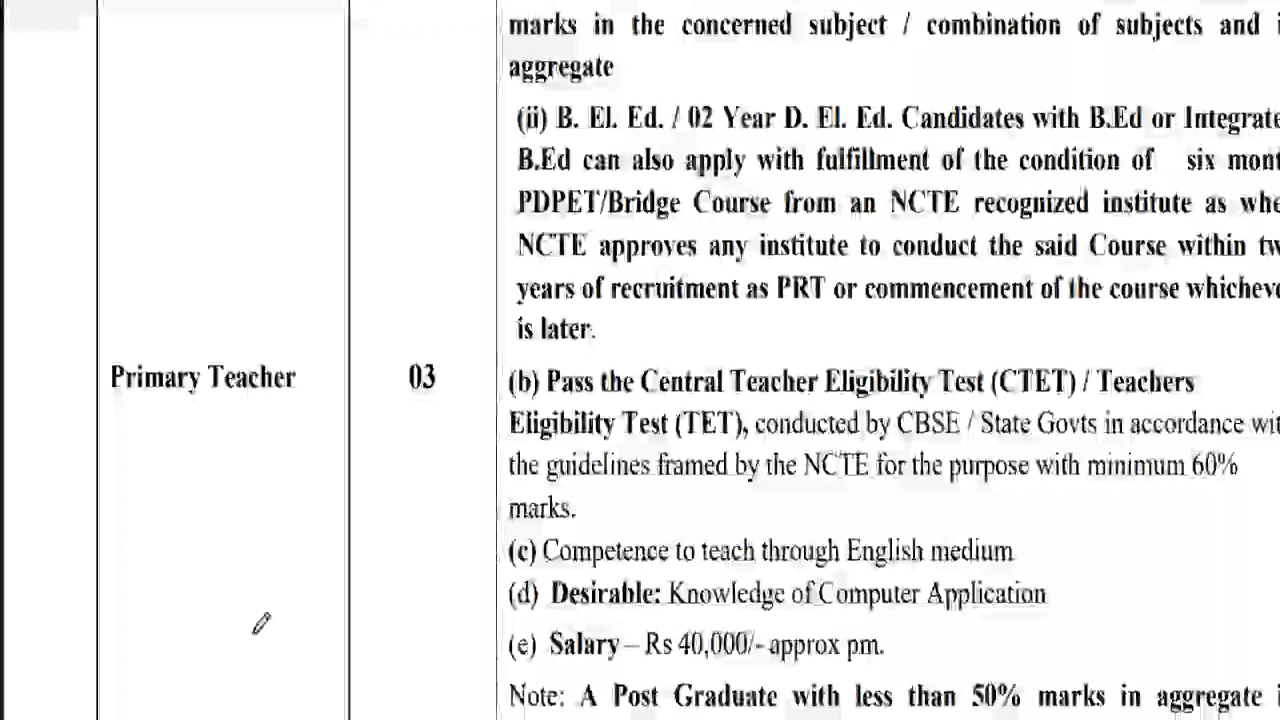 marks in the concerned subject / combination of subjects and
aggregate
(ii) B. El. Ed. / 02 Year D. El. Ed. Candidates with B.Ed or
B.Ed can also apply with fulfillment of the condition of six
PDPET/Bridge Course from an NCTE recognized institute as
NCTE approves any institute to conduct the said Course within
years of recruitment as PRT or commencement of the course
is later.
Primary Teacher 03
(b) Pass the Central Teacher Eligibility Test (CTET) / Teachers
Eligibility Test (TET), conducted by CBSE / State Govts in accordance
the guidelines framed by the NCTE for the purpose with minimum 60%
marks.
(c) Competence to teach through English medium
(d) Desirable: Knowledge of Computer Application
(e) Salary – Rs 40,000/- approx pm.
Note: A Post Graduate with less than 50% marks in aggregate